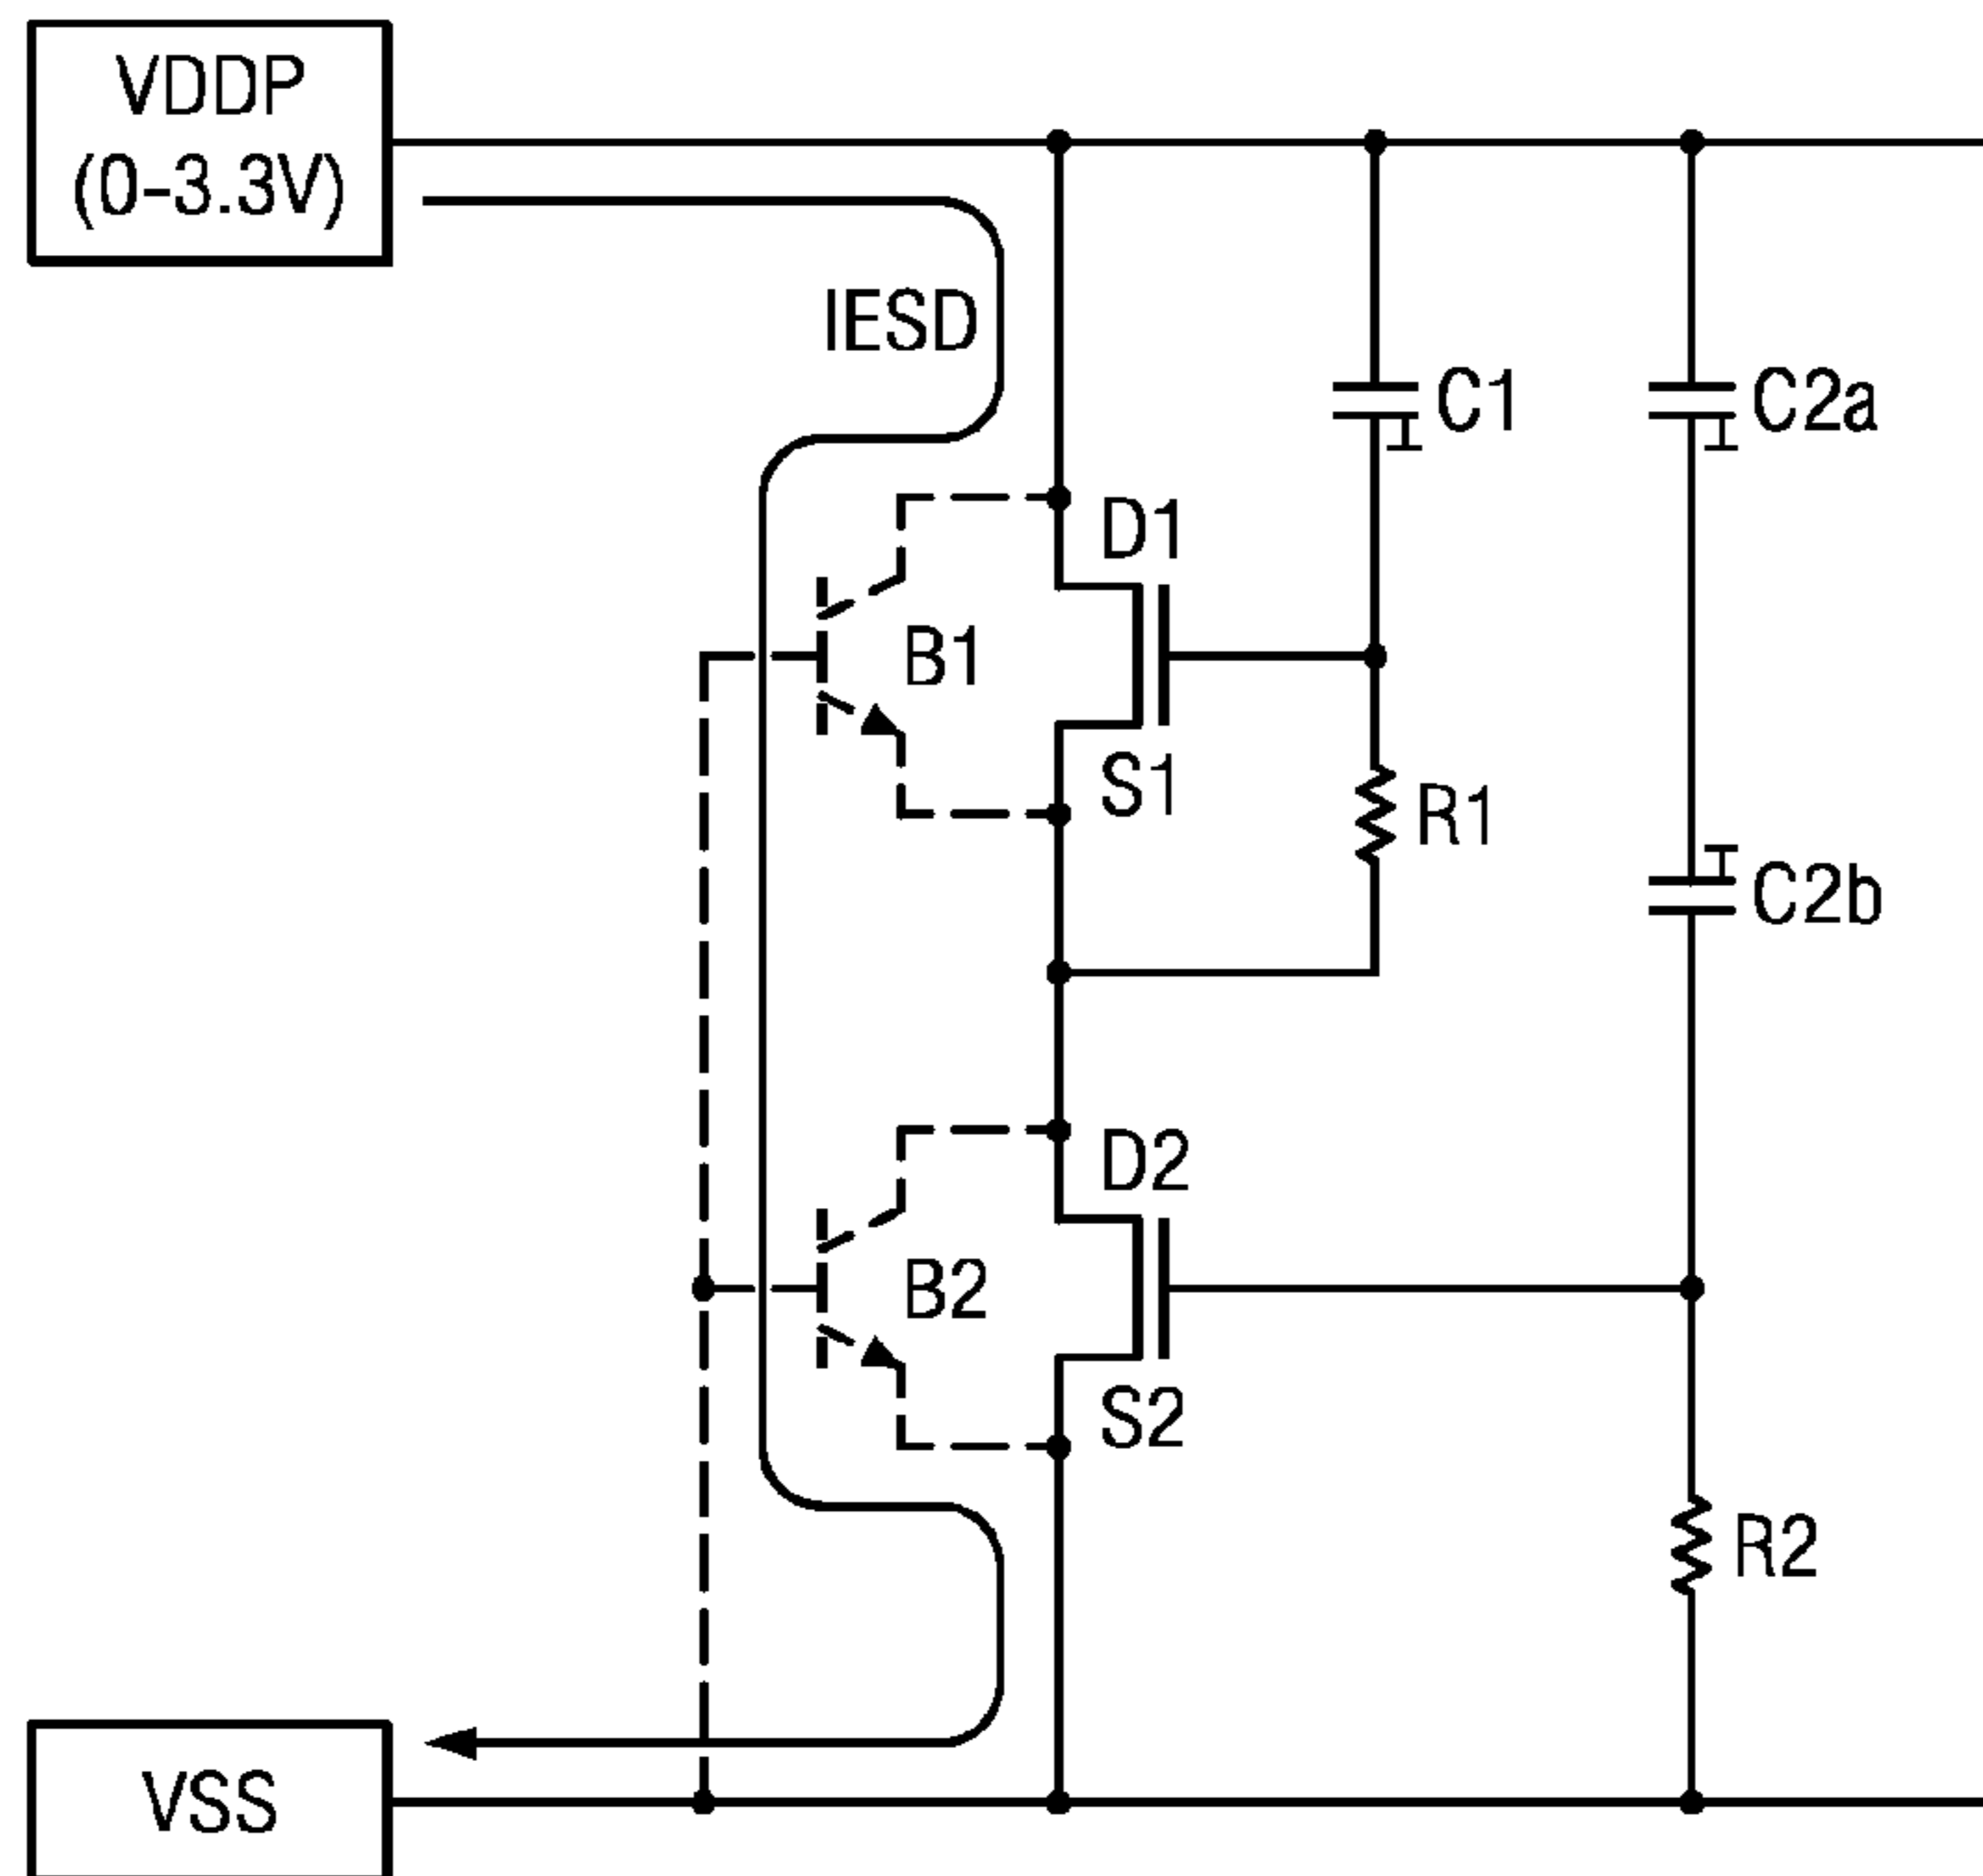 VDDP
(0-3.3V)
IESD
C1
C2a
D1
B1
S1
R1
C2b
D2
B2
S2
R2
VSS